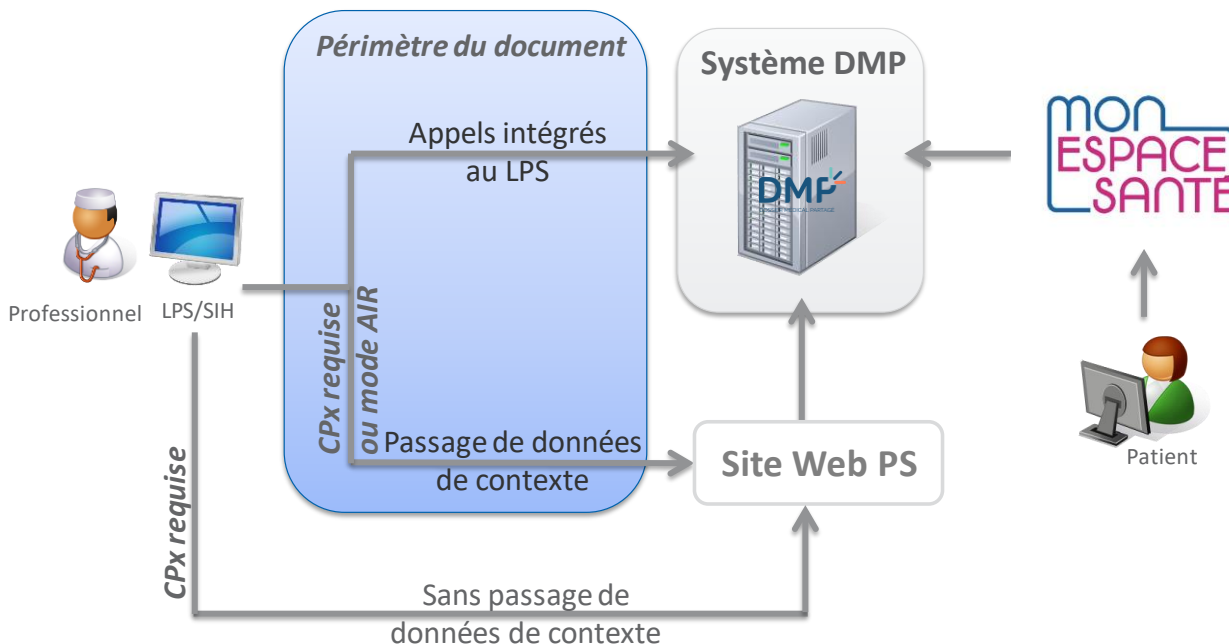 Périmètre du document
Système DMP
Appels intégrés
au LPS
DMP
mon
ESPACE
SANTÉ
Professionnel
LPS/SIH
CPx requise
ou mode AIR
Passage de données
de contexte
Site Web PS
Patient
CPx requise
Sans passage de
données de contexte